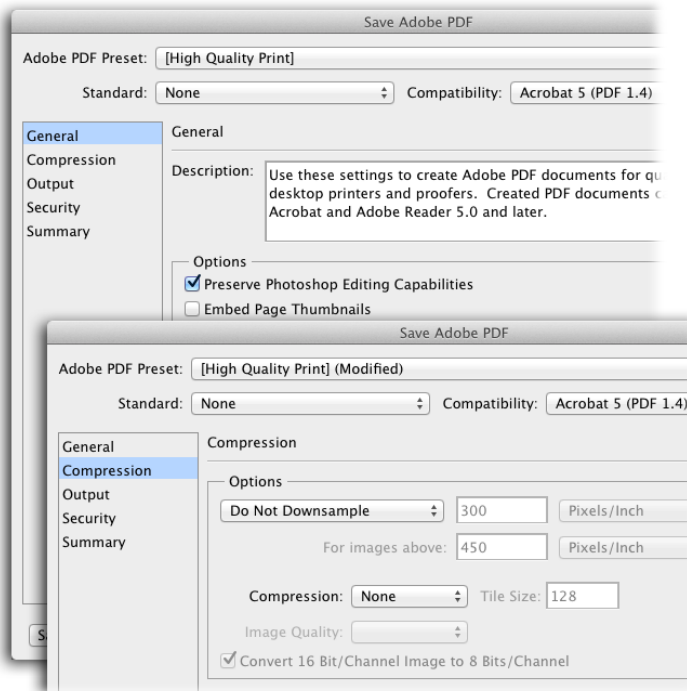 Save Adobe PDF
Adobe PDF Preset: [High Quality Print]
Standard: None Compatibility: Acrobat 5 (PDF 1.4)
General
Compression
Output
Security
Summary
General
Description: Use these settings to create Adobe PDF documents for qu
desktop printers and proofers. Created PDF documents
Acrobat and Adobe Reader 5.0 and later.
Options
Preserve Photoshop Editing Capabilities
Embed Page Thumbnails
Save Adobe PDF
Adobe PDF Preset: [High Quality Print] (Modified)
Standard: None Compatibility: Acrobat 5 (PDF 1.4)
General
Compression
Output
Security
Summary
Compression
Options
Do Not Downsample 300 Pixels/Inch
For images above: 450 Pixels/Inch
Compression: None Tile Size: 128
Image Quality:
Convert 16 Bit/Channel Image to 8 Bits/Channel